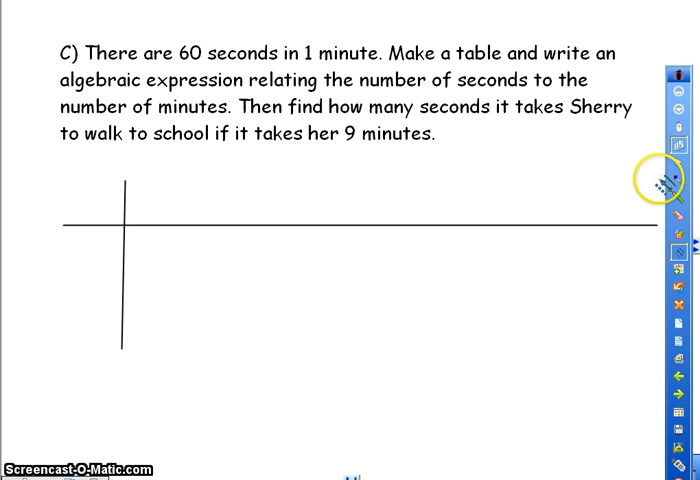 C) There are 60 seconds in 1 minute. Make a table and write an
algebraic expression relating the number of seconds to the
number of minutes. Then find how many seconds it takes Sherry
to walk to school if it takes her 9 minutes.
Screencast-O-Matic.com